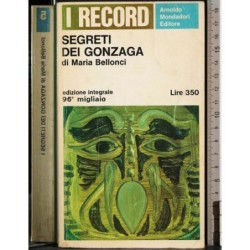 I RECORD
Arnoldo
Mondadori
Editore
SEGRETI
DEI GONZAGA
di Maria Bellonci
edizione integrale
96° migliaio
Lire 350